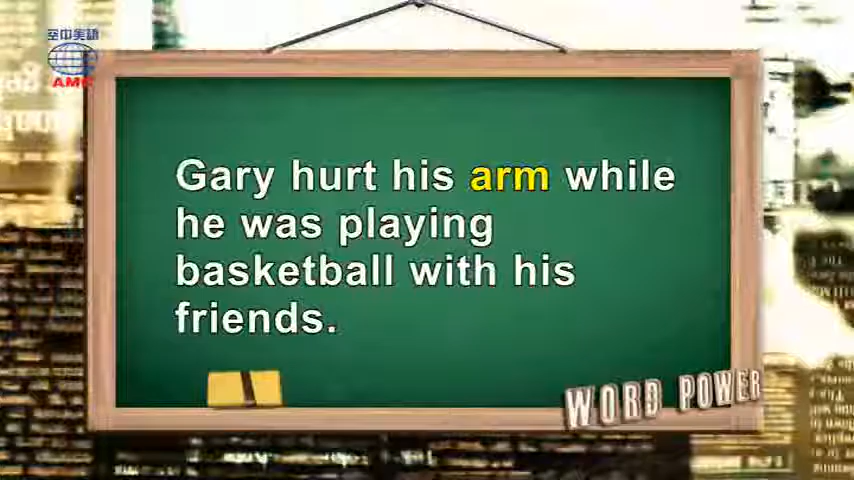 空中美語
AMC
Gary hurt his arm while
he was playing
basketball with his
friends.
WORD POWER